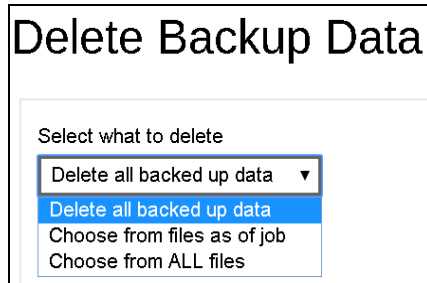 Delete Backup Data
Select what to delete
Delete all backed up data
Delete all backed up data
Choose from files as of job
Choose from ALL files